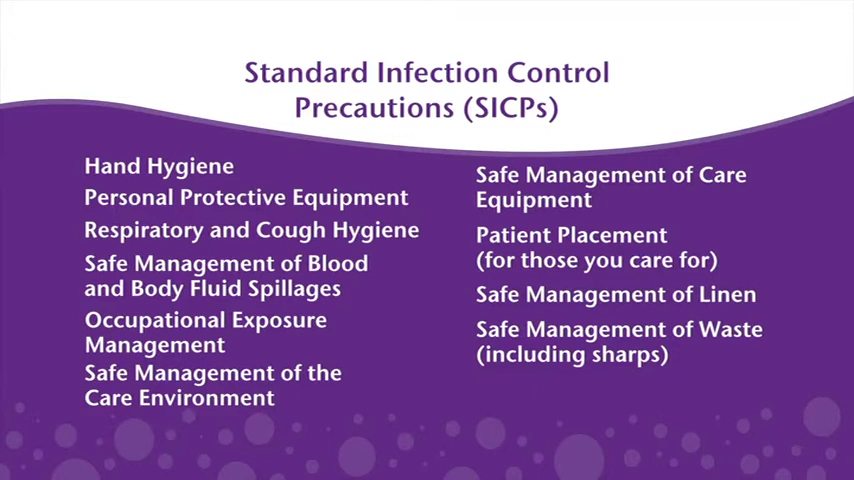 Standard Infection Control
Precautions (SICPs)
Hand Hygiene
Personal Protective Equipment
Respiratory and Cough Hygiene
Safe Management of Blood
and Body Fluid Spillages
Occupational Exposure
Management
Safe Management of the
Care Environment
Safe Management of Care
Equipment
Patient Placement
(for those you care for)
Safe Management of Linen
Safe Management of Waste
(including sharps)